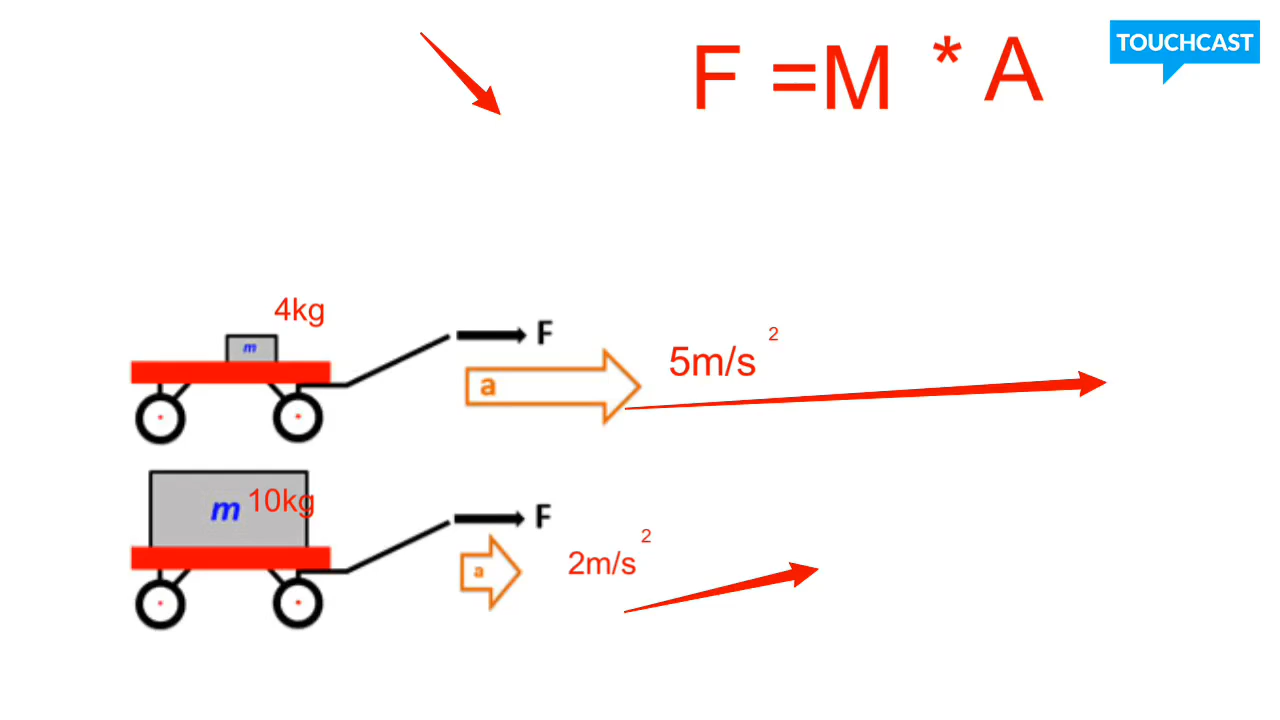 F = M * A
TOUCHCAST
4kg
m
F
a
5m/s²
m 10kg
F
a
2m/s²